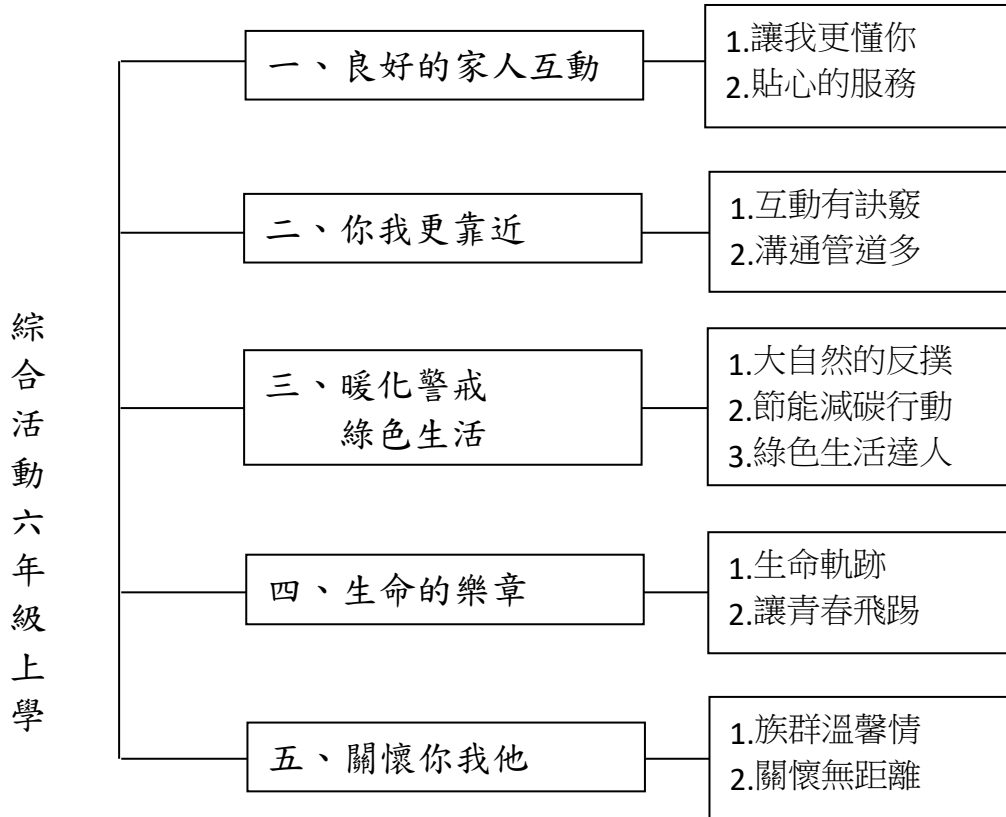 綜合活動六年級上學
一、良好的家人互動
1.讓我更懂你
2.貼心的服務
二、你我更靠近
1.互動有訣竅
2.溝通管道多
三、暖化警戒
綠色生活
1.大自然的反撲
2.節能減碳行動
3.綠色生活達人
四、生命的樂章
1.生命軌跡
2.讓青春飛踢
五、關懷你我他
1.族群溫馨情
2.關懷無距離